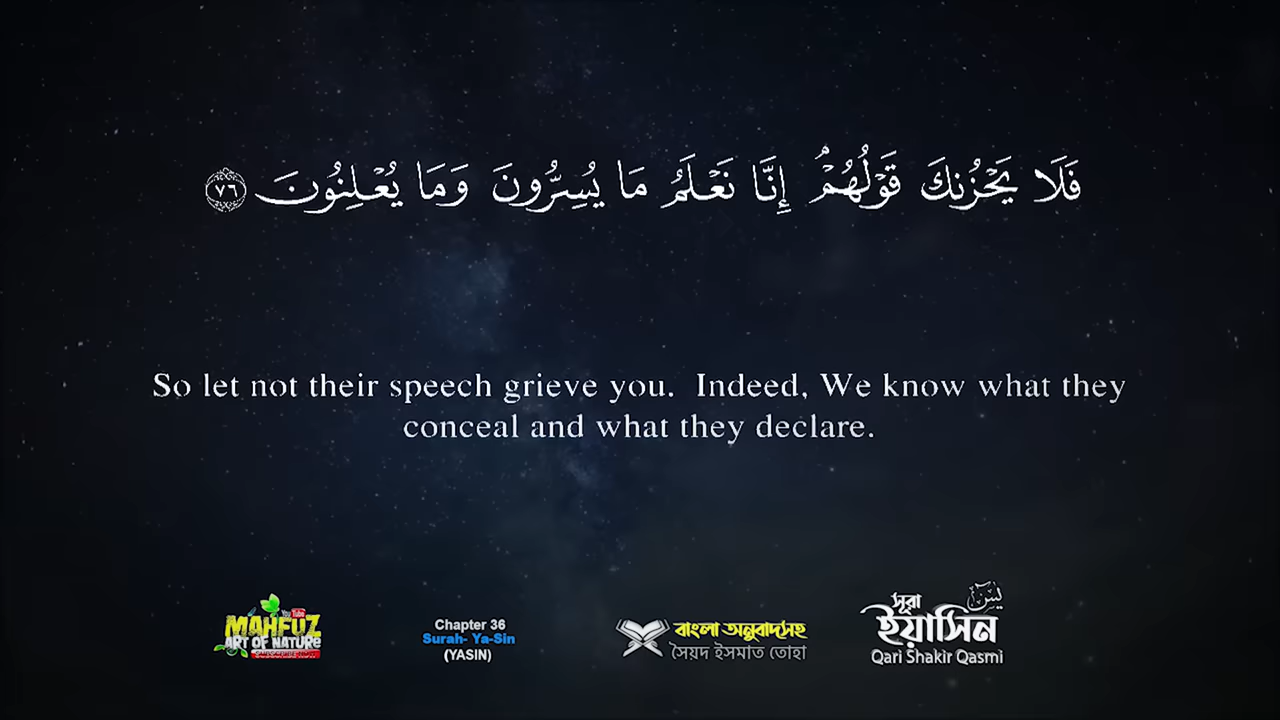 فَلَا يَحْزُنكَ قَوْلُهُمْ ۘ إِنَّا نَعْلَمُ مَا يُسِرُّونَ وَمَا يُعْلِنُونَ ٧٦
So let not their speech grieve you. Indeed, We know what they
conceal and what they declare.
You Tube
MAHFUZ
ART OF NATURE
Chapter 36
Surah- Ya-Sin
(YASIN)
বাংলা অনুবাদসহ
সৈয়দ ইসমাত তোহা
يس
সূরা
ইয়াসিন
Qari Shakir Qasmi